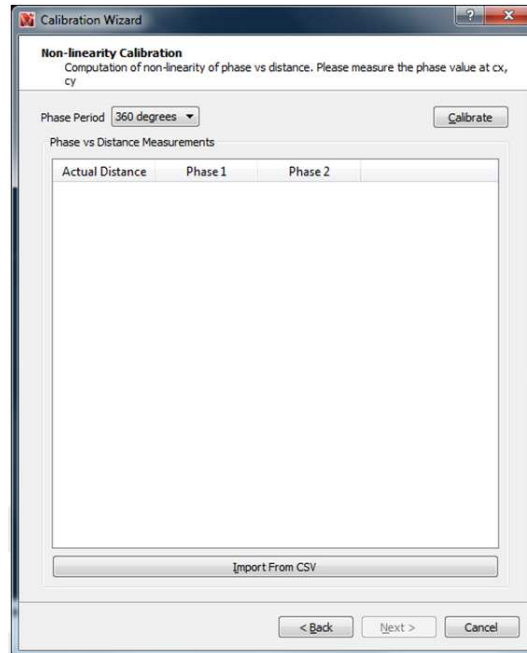 Calibration Wizard
Non-linearity Calibration
Computation of non-linearity of phase vs distance. Please measure the phase value at cx,
cy
Phase Period 360 degrees Calibrate
Phase vs Distance Measurements
Actual Distance Phase 1 Phase 2
Import From CSV
< Back Next > Cancel